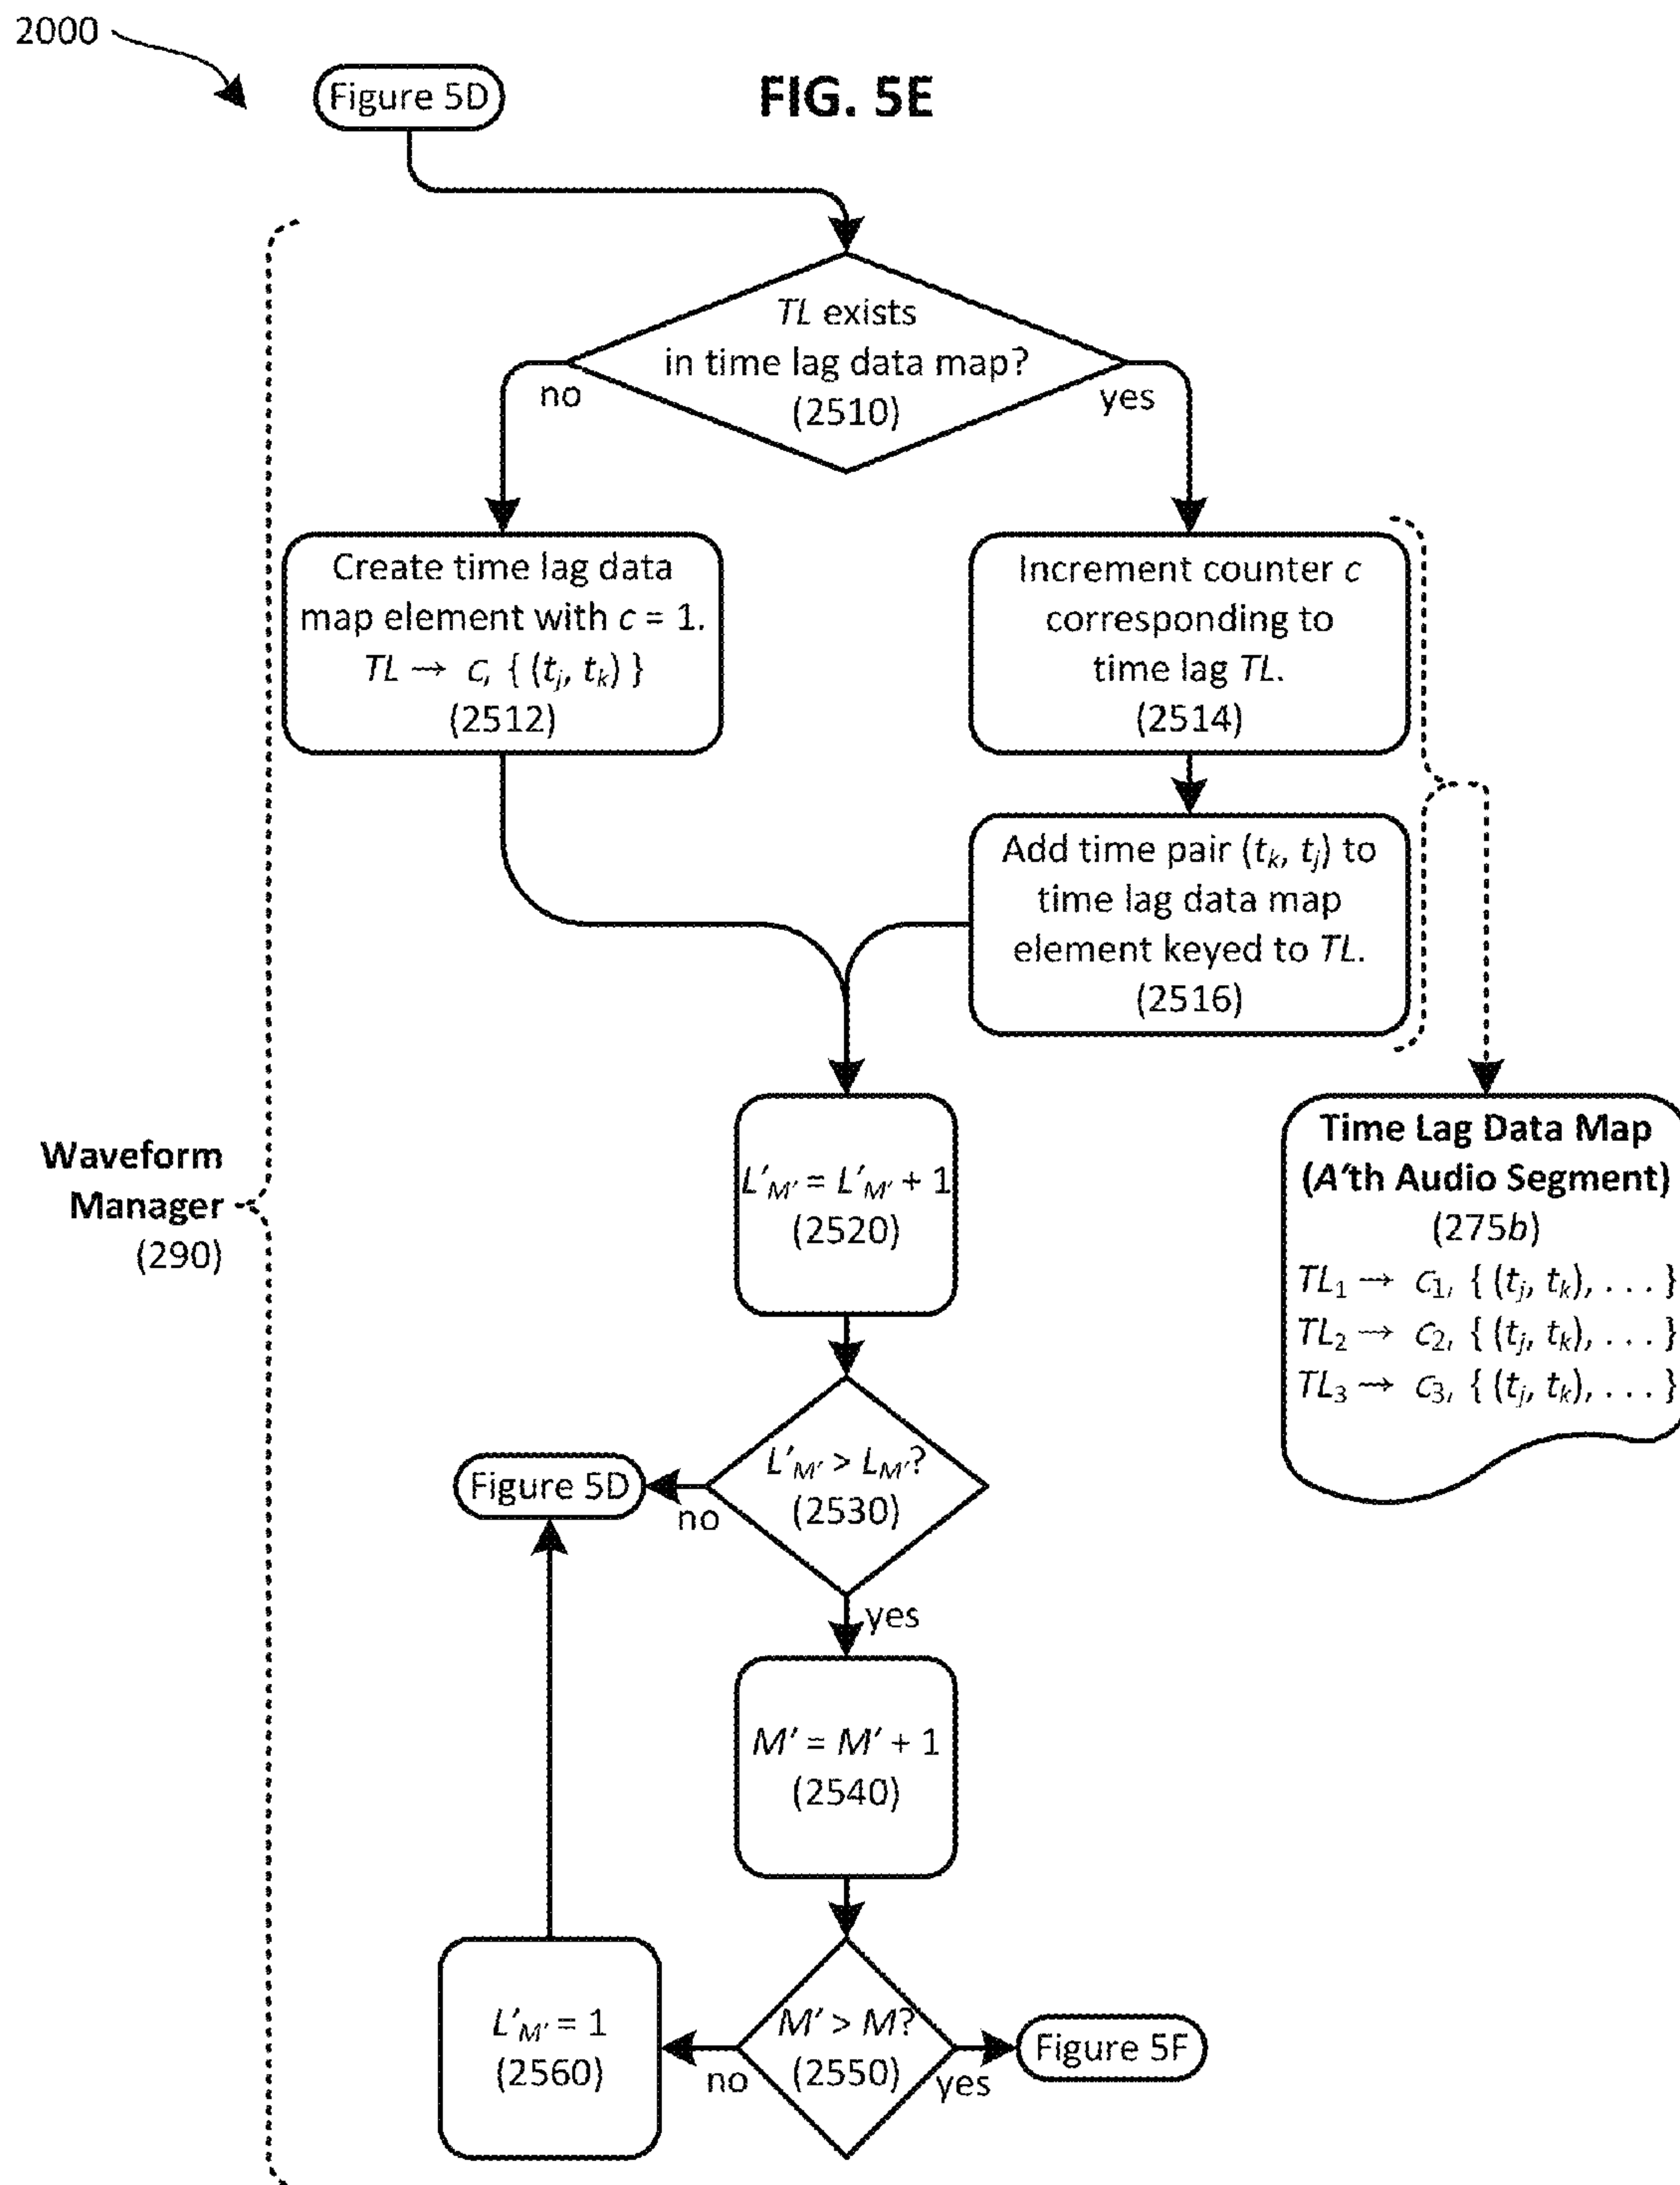 2000
Figure 5D
FIG. 5E
TL exists
in time lag data map?
(2510)
no
yes
Create time lag data
map element with c = 1.
TL → c, { (tj, tk) }
(2512)
Increment counter c
corresponding to
time lag TL.
(2514)
Add time pair (tk, tj) to
time lag data map
element keyed to TL.
(2516)
Waveform
Manager
(290)
L′M′ = L′M′ + 1
(2520)
Time Lag Data Map
(A′th Audio Segment)
(275b)
TL1 → c1, { (tj, tk), . . . }
TL2 → c2, { (tj, tk), . . . }
TL3 → c3, { (tj, tk), . . . }
L′M′ > LM′?
(2530)
Figure 5D
no
yes
M′ = M′ + 1
(2540)
L′M′ = 1
(2560)
M′ > M?
(2550)
no
yes
Figure 5F